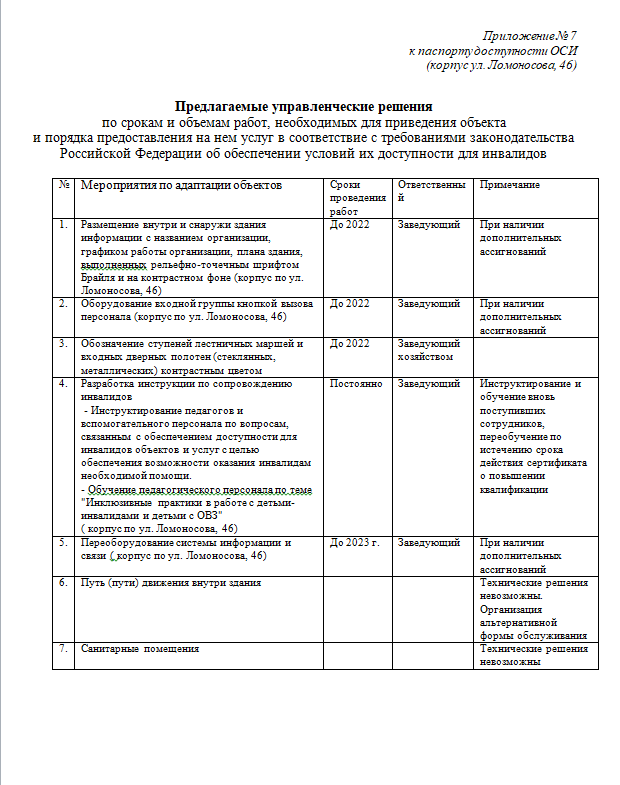 Приложение№ 7
к паспорту доступности ОСИ
(корпус ул. Ломоносова, 46)
Предлагаемые управленческие решения
по срокам и объемам работ, необходимых для приведения объекта
и порядка предоставления на нем услуг в соответствие с требованиями законодательства
Российской Федерации об обеспечении условий их доступности для инвалидов
№ Мероприятия по адаптации объектов Сроки проведения работ Ответственный Примечание
1. Размещение внутри и снаружи здания
информации с названием организации,
графиком работы организации, плана здания,
выполненных рельефно-точечным шрифтом
Брайля и на контрастном фоне (корпус по ул.
Ломоносова, 46)
До 2022
Заведующий
При наличии
дополнительных
ассигнований
2. Оборудование входной группы кнопкой вызова
персонала (корпус по ул. Ломоносова, 46)
До 2022
Заведующий
При наличии
дополнительных
ассигнований
3. Обозначение ступеней лестничных маршей и
входных дверных полотен (стеклянных,
металлических) контрастным цветом
До 2022
Заведующий
хозяйством
4. Разработка инструкции по сопровождению
инвалидов
- Инструктирование педагогов и
вспомогательного персонала по вопросам,
связанным с обеспечением доступности для
инвалидов объектов и услуг с целью
обеспечения возможности оказания инвалидам
необходимой помощи.
- Обучение педагогического персонала по теме
"Инклюзивные практики в работе с детьми-
инвалидами и детьми с ОВЗ"
( корпус по ул. Ломоносова, 46)
Постоянно
Заведующий
Инструктирование и
обучение вновь
поступивших
сотрудников,
переобучение по
истечению срока
действия сертификата
о повышении
квалификации
5. Переоборудование системы информации и
связи ( корпус по ул. Ломоносова, 46)
До 2023 г.
Заведующий
При наличии
дополнительных
ассигнований
6. Путь (пути) движения внутри здания
Технические решения
невозможны.
Организация
альтернативной
формы обслуживания
7. Санитарные помещения
Технические решения
невозможны